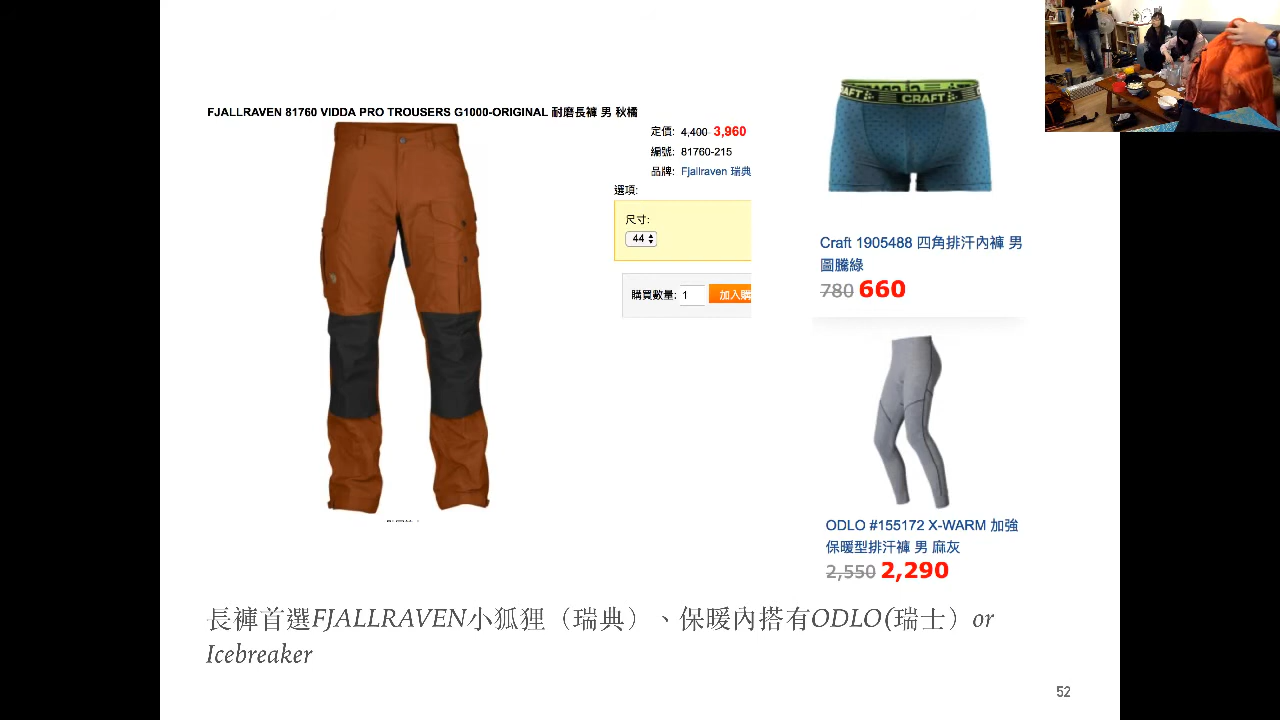 FJALLRAVEN 81760 VIDDA PRO TROUSERS G1000-ORIGINAL 耐磨長褲 男 秋橘
定價: 4,400 3,960
編號: 81760-215
品牌: Fjallraven 瑞典
選項:
尺寸:
44
購買數量: 1 加入購
CRAFT
Craft 1905488 四角排汗內褲 男
圖騰綠
780 660
ODLO #155172 X-WARM 加強
保暖型排汗褲 男 麻灰
2,550 2,290
長褲首選FJALLRAVEN小狐狸（瑞典）、保暖內搭有ODLO(瑞士）or
Icebreaker
52